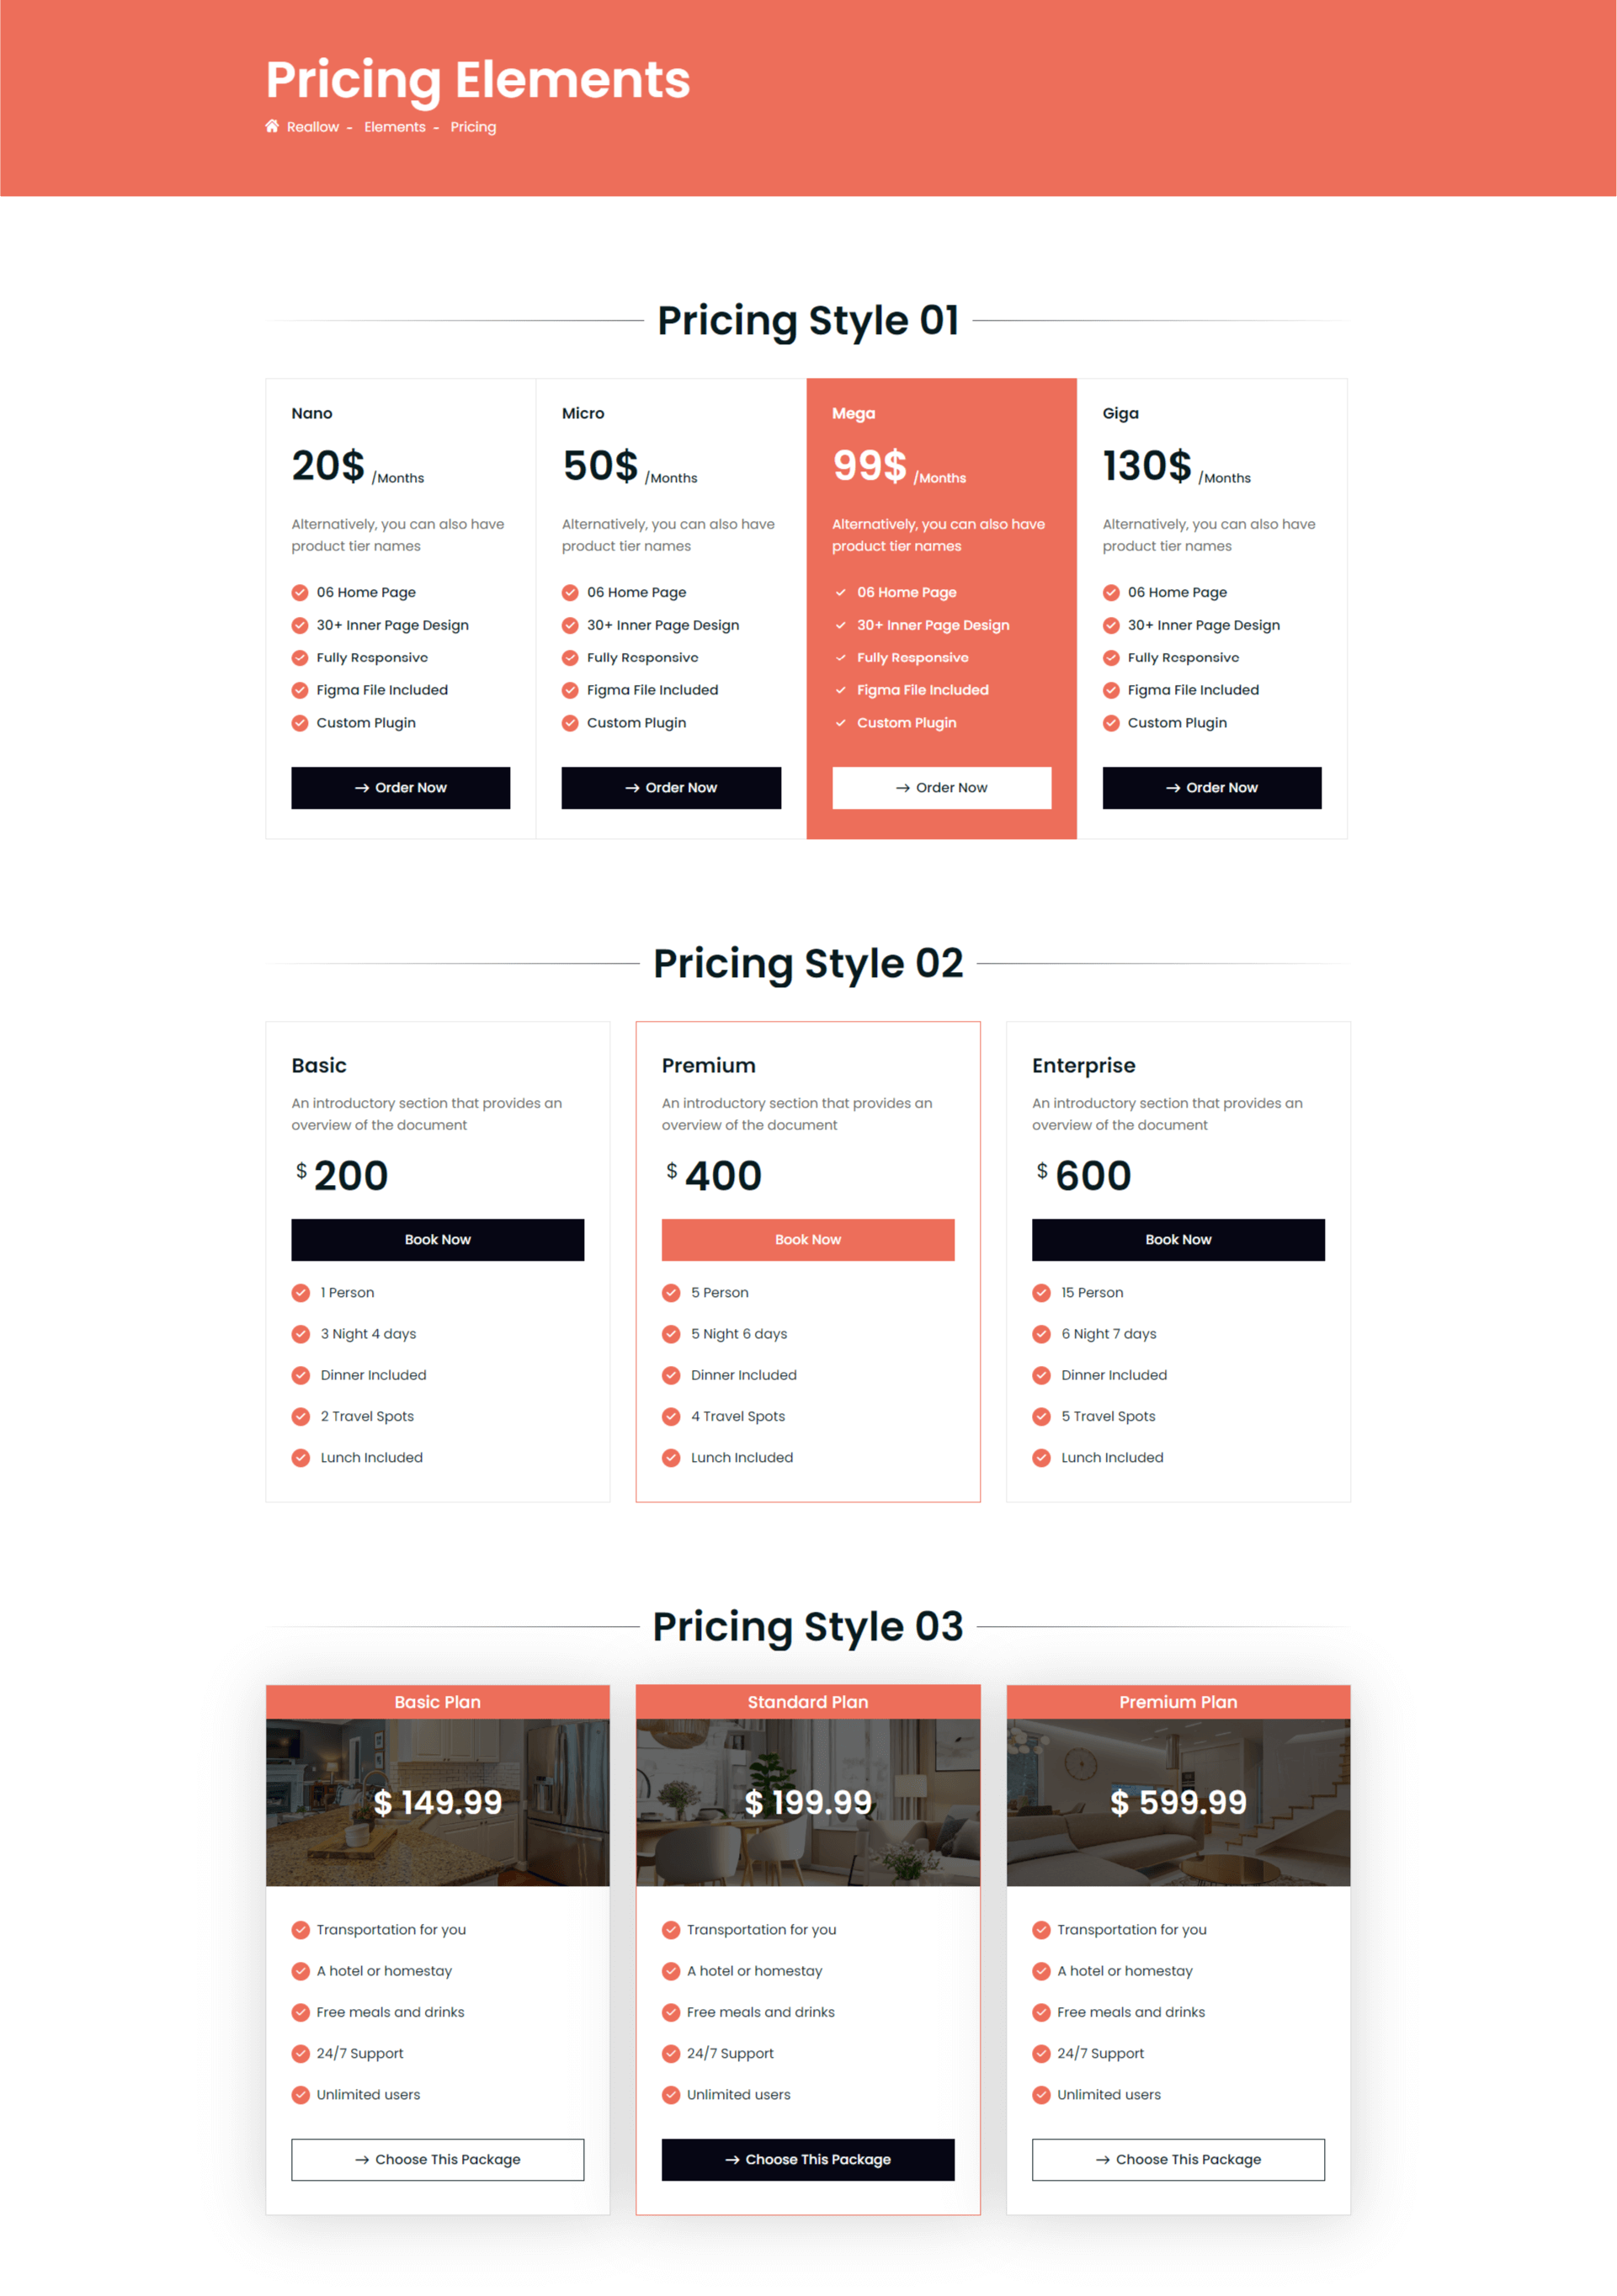 Pricing Elements
Reallow - Elements - Pricing
Pricing Style 01
Nano
20$ /Months
Alternatively, you can also have
product tier names
06 Home Page
30+ Inner Page Design
Fully Responsive
Figma File Included
Custom Plugin
→ Order Now
Micro
50$ /Months
Alternatively, you can also have
product tier names
06 Home Page
30+ Inner Page Design
Fully Responsive
Figma File Included
Custom Plugin
→ Order Now
Mega
99$ /Months
Alternatively, you can also have
product tier names
06 Home Page
30+ Inner Page Design
Fully Responsive
Figma File Included
Custom Plugin
→ Order Now
Giga
130$ /Months
Alternatively, you can also have
product tier names
06 Home Page
30+ Inner Page Design
Fully Responsive
Figma File Included
Custom Plugin
→ Order Now
Pricing Style 02
Basic
An introductory section that provides an
overview of the document
$ 200
Book Now
1 Person
3 Night 4 days
Dinner Included
2 Travel Spots
Lunch Included
Premium
An introductory section that provides an
overview of the document
$ 400
Book Now
5 Person
5 Night 6 days
Dinner Included
4 Travel Spots
Lunch Included
Enterprise
An introductory section that provides an
overview of the document
$ 600
Book Now
15 Person
6 Night 7 days
Dinner Included
5 Travel Spots
Lunch Included
Pricing Style 03
Basic Plan
$ 149.99
Transportation for you
A hotel or homestay
Free meals and drinks
24/7 Support
Unlimited users
→ Choose This Package
Standard Plan
$ 199.99
Transportation for you
A hotel or homestay
Free meals and drinks
24/7 Support
Unlimited users
→ Choose This Package
Premium Plan
$ 599.99
Transportation for you
A hotel or homestay
Free meals and drinks
24/7 Support
Unlimited users
→ Choose This Package